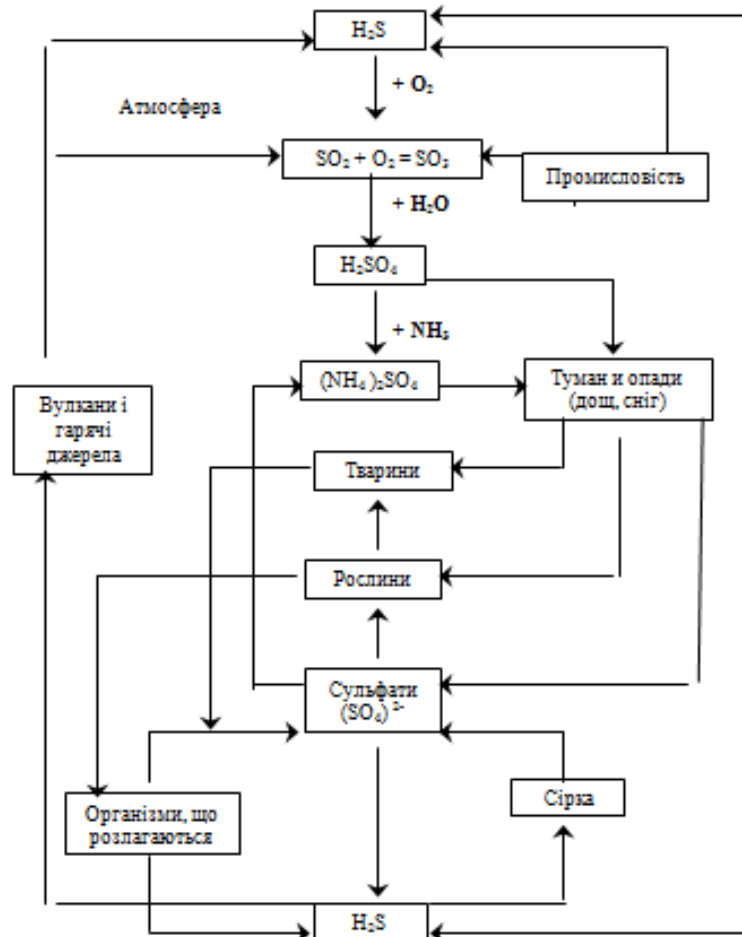 H₂S
+ O₂
Атмосфера
SO₂ + O₂ = SO₃
Промисловість
+ H₂O
H₂SO₄
+ NH₃
(NH₄)₂SO₄
Туман и опади
(дощ, сніг)
Вулкани і
гарячі
джерела
Тварини
Рослини
Сульфати
(SO₄) ²⁻
Організми, що
розлагаються
Сірка
H₂S